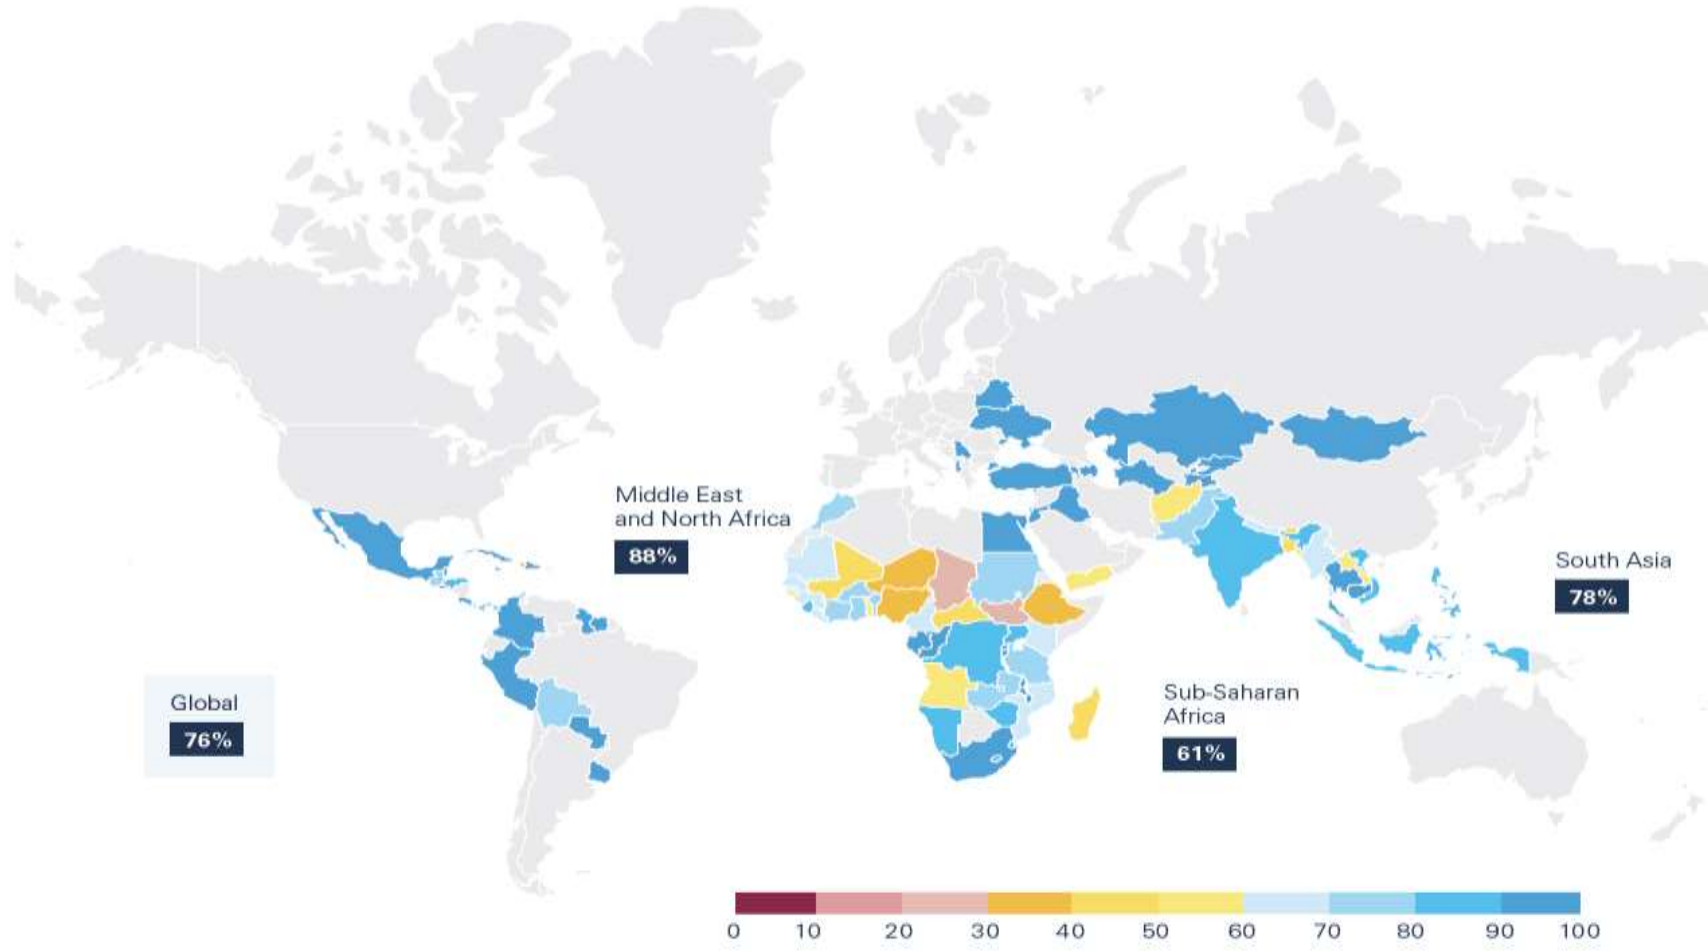 Middle East
and North Africa
88%
South Asia
78%
Global
76%
Sub-Saharan
Africa
61%
0 10 20 30 40 50 60 70 80 90 100